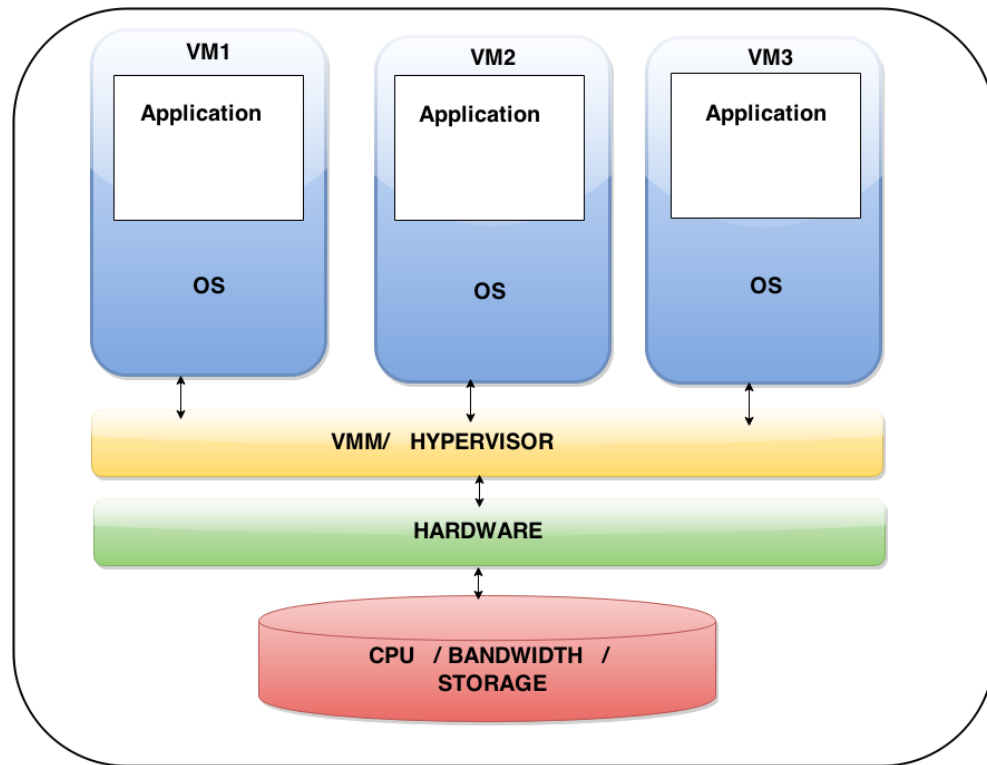 VM1
VM2
VM3
Application
Application
Application
OS
OS
OS
VMM/ HYPERVISOR
HARDWARE
CPU / BANDWIDTH /
STORAGE